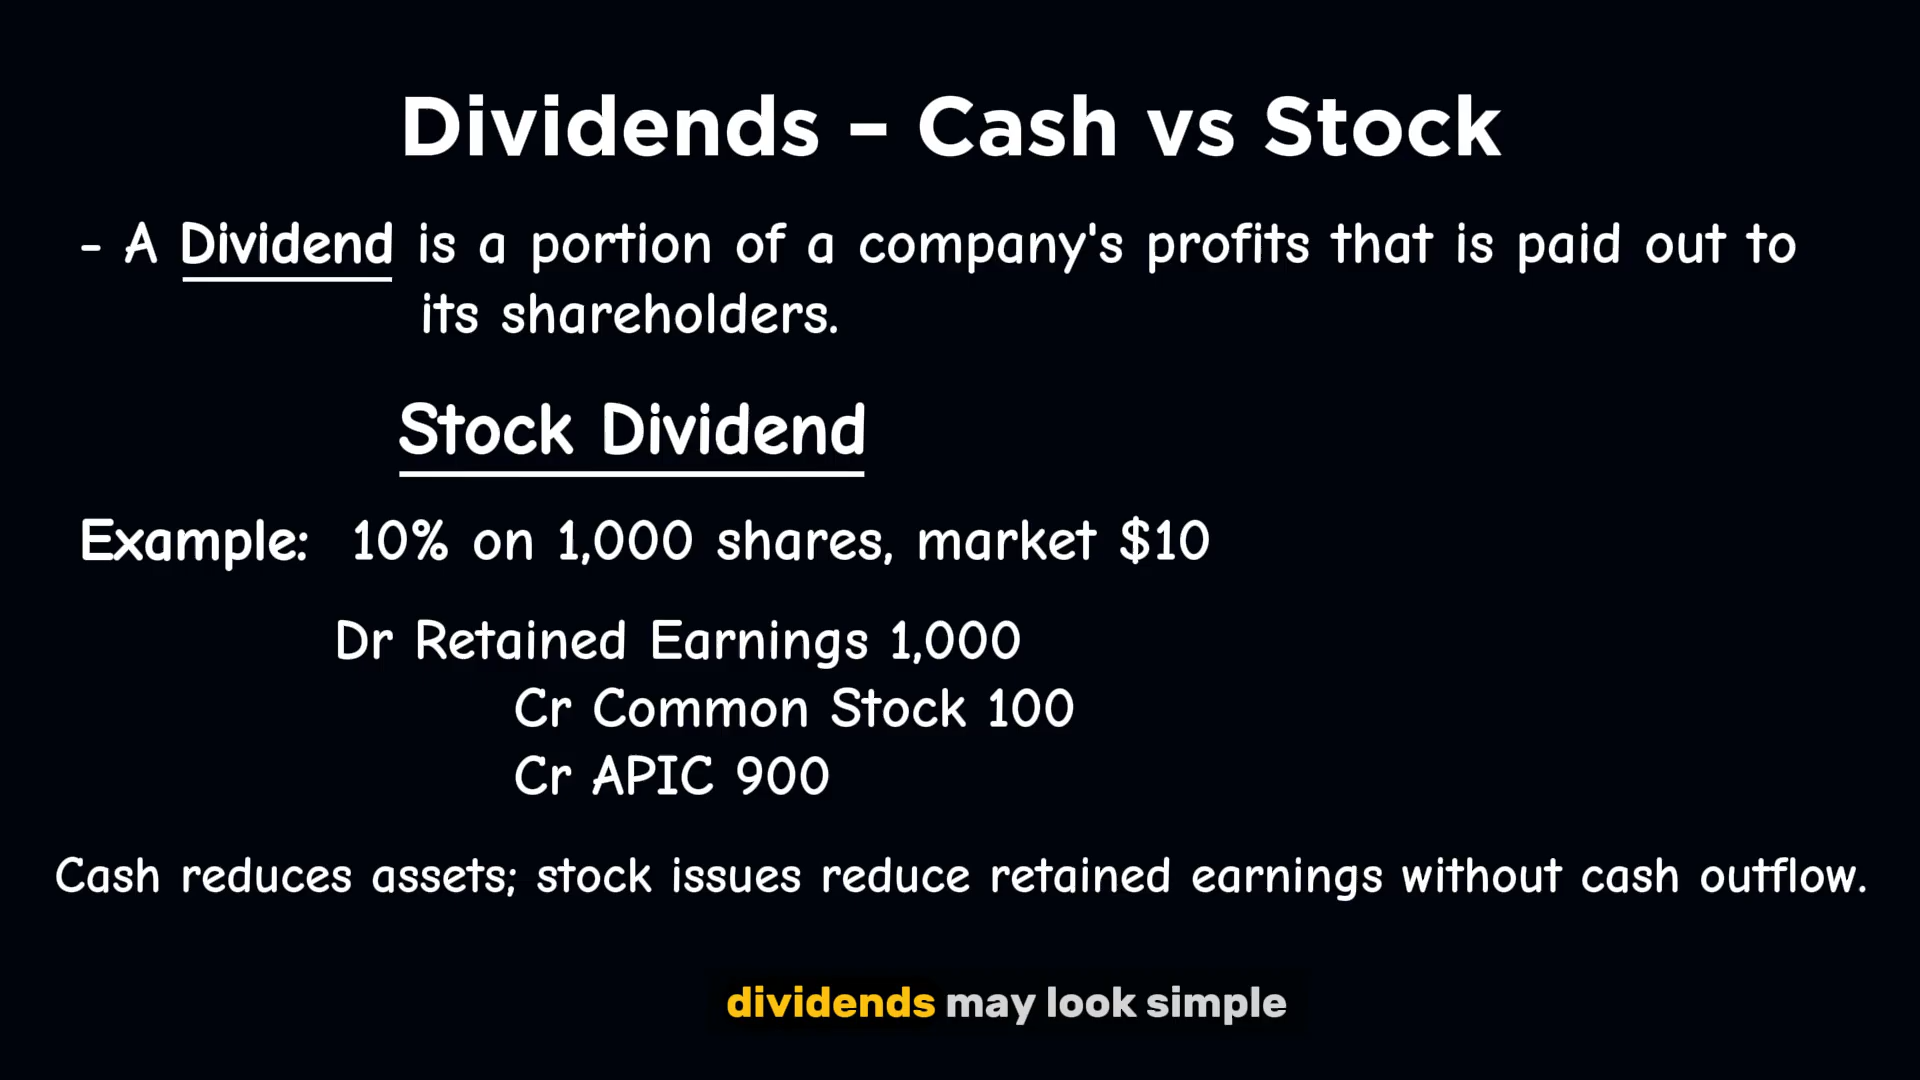 Dividends – Cash vs Stock
- A Dividend is a portion of a company's profits that is paid out to
its shareholders.
Stock Dividend
Example: 10% on 1,000 shares, market $10
Dr Retained Earnings 1,000
Cr Common Stock 100
Cr APIC 900
Cash reduces assets; stock issues reduce retained earnings without cash outflow.
dividends may look simple